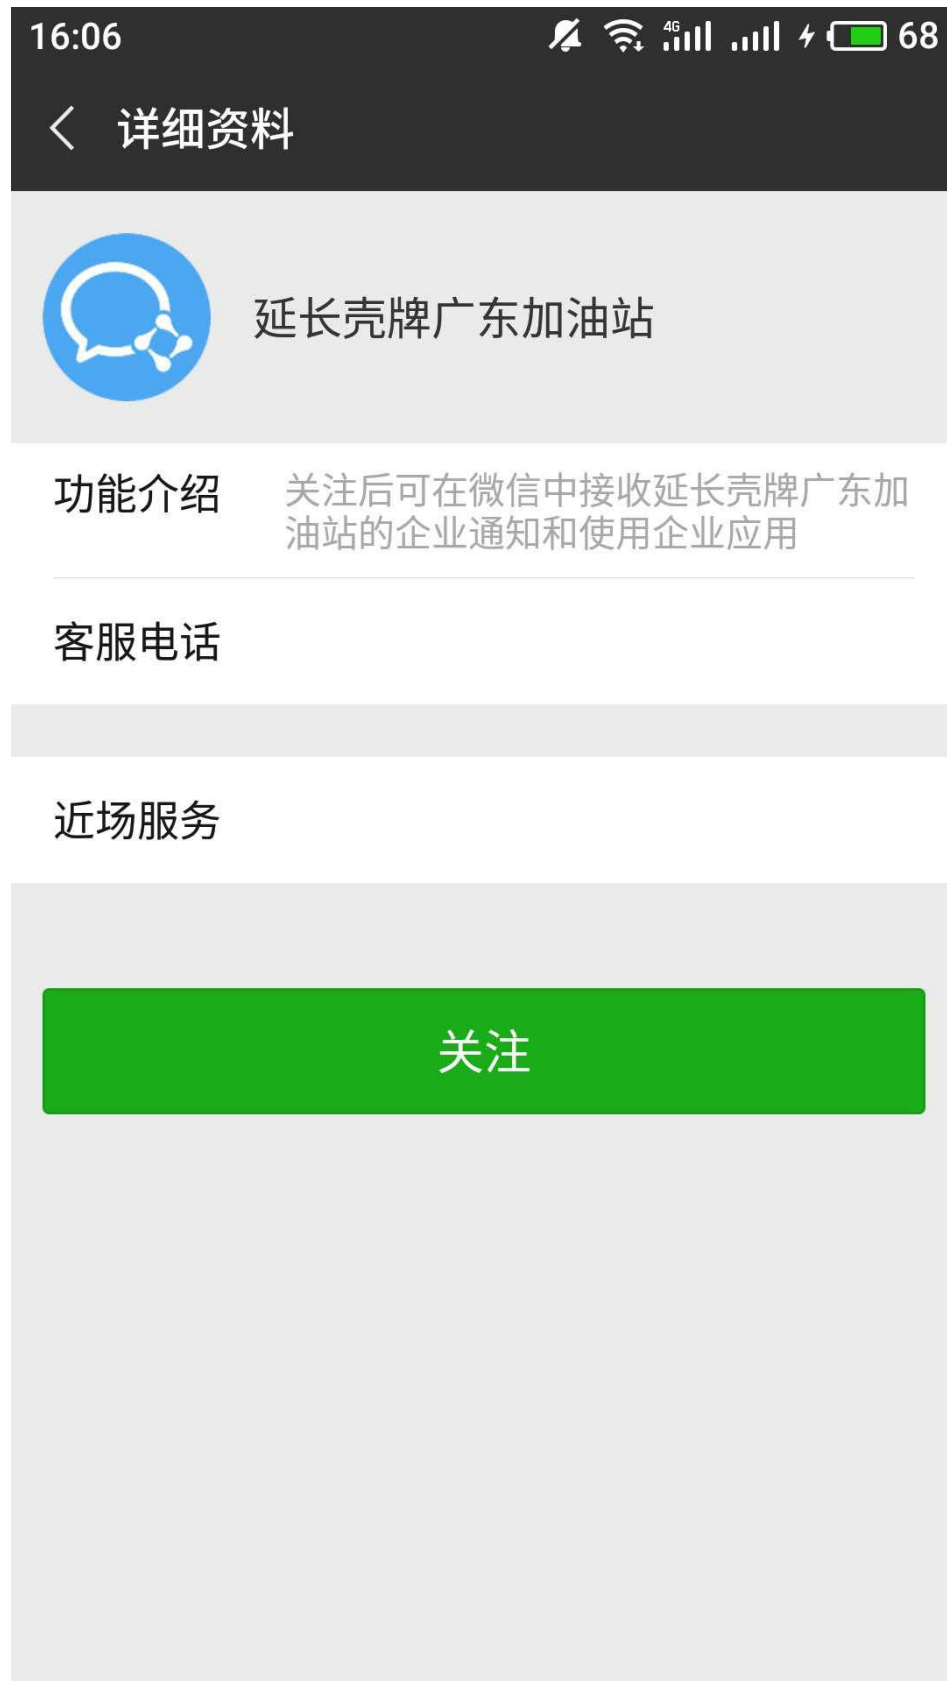 16:06
4G
68
详细资料
延长壳牌广东加油站
功能介绍
关注后可在微信中接收延长壳牌广东加
油站的企业通知和使用企业应用
客服电话
近场服务
关注